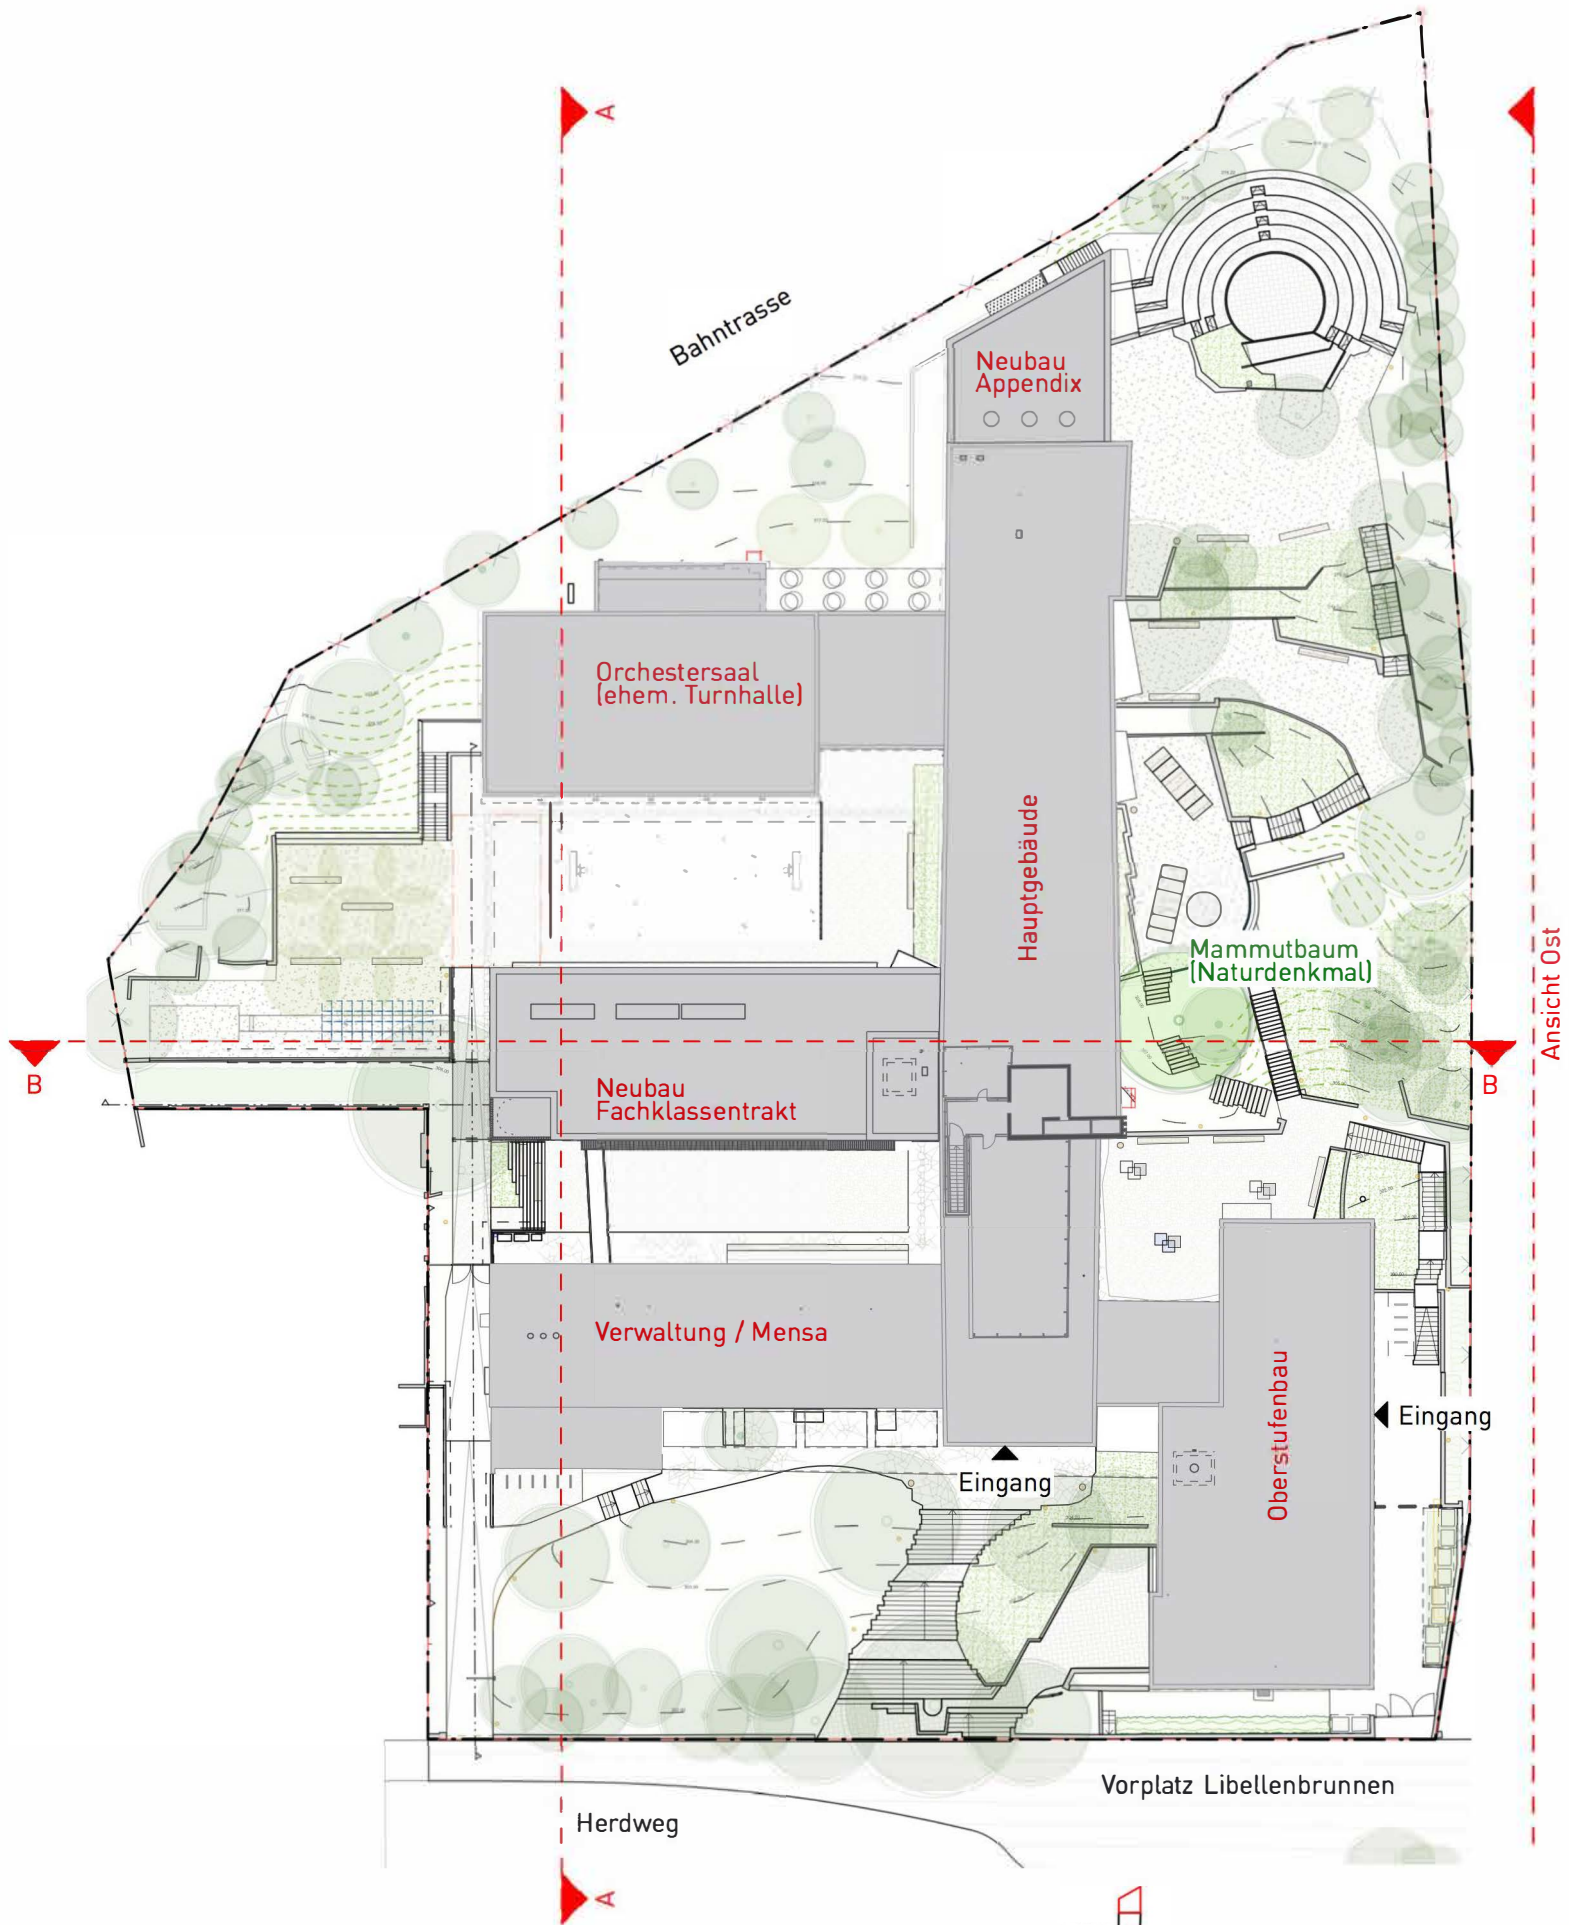 A
Bahntrasse
Neubau
Appendix
Orchestersaal
(ehem. Turnhalle)
Hauptgebäude
Mammutbaum
(Naturdenkmal)
Ansicht Ost
B
B
Neubau
Fachklassentrakt
Verwaltung / Mensa
Oberstufenbau
Eingang
Eingang
Vorplatz Libellenbrunnen
Herdweg
A